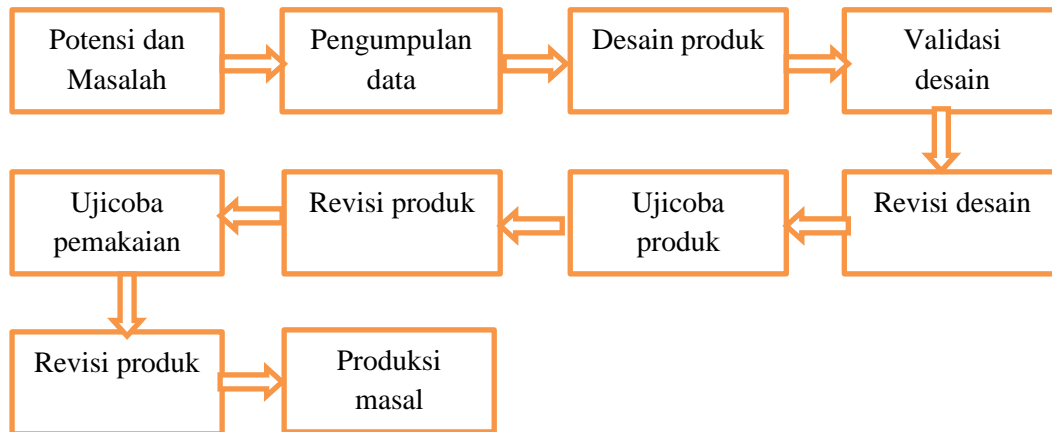 Potensi dan
Masalah
Pengumpulan
data
Desain produk
Validasi
desain
Revisi desain
Ujicoba
produk
Revisi produk
Ujicoba
pemakaian
Revisi produk
Produksi
masal